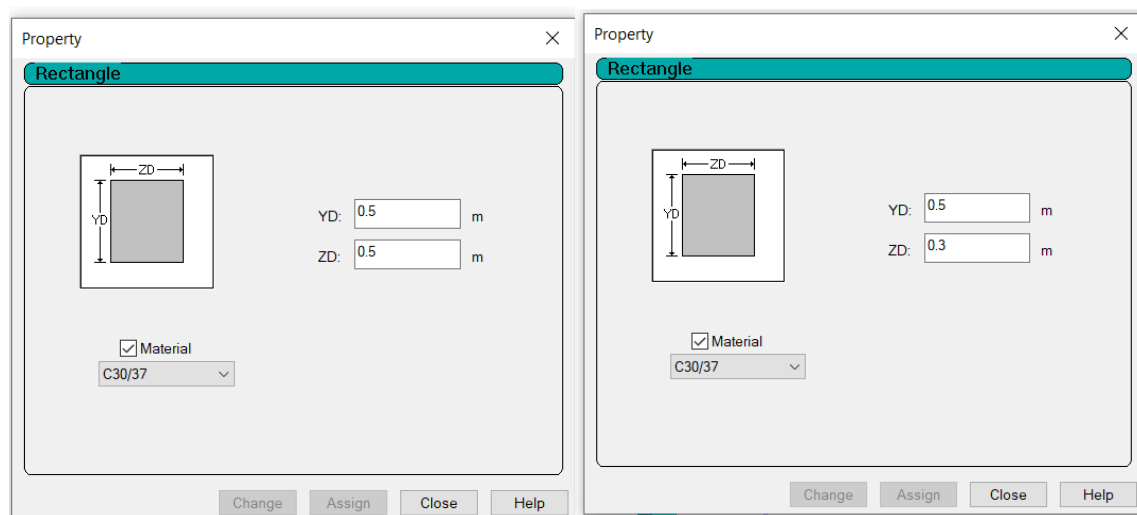 Property
Rectangle
ZD
YD
YD: 0.5 m
ZD: 0.5 m
Material
C30/37
Change Assign Close Help
Property
Rectangle
ZD
YD
YD: 0.5 m
ZD: 0.3 m
Material
C30/37
Change Assign Close Help